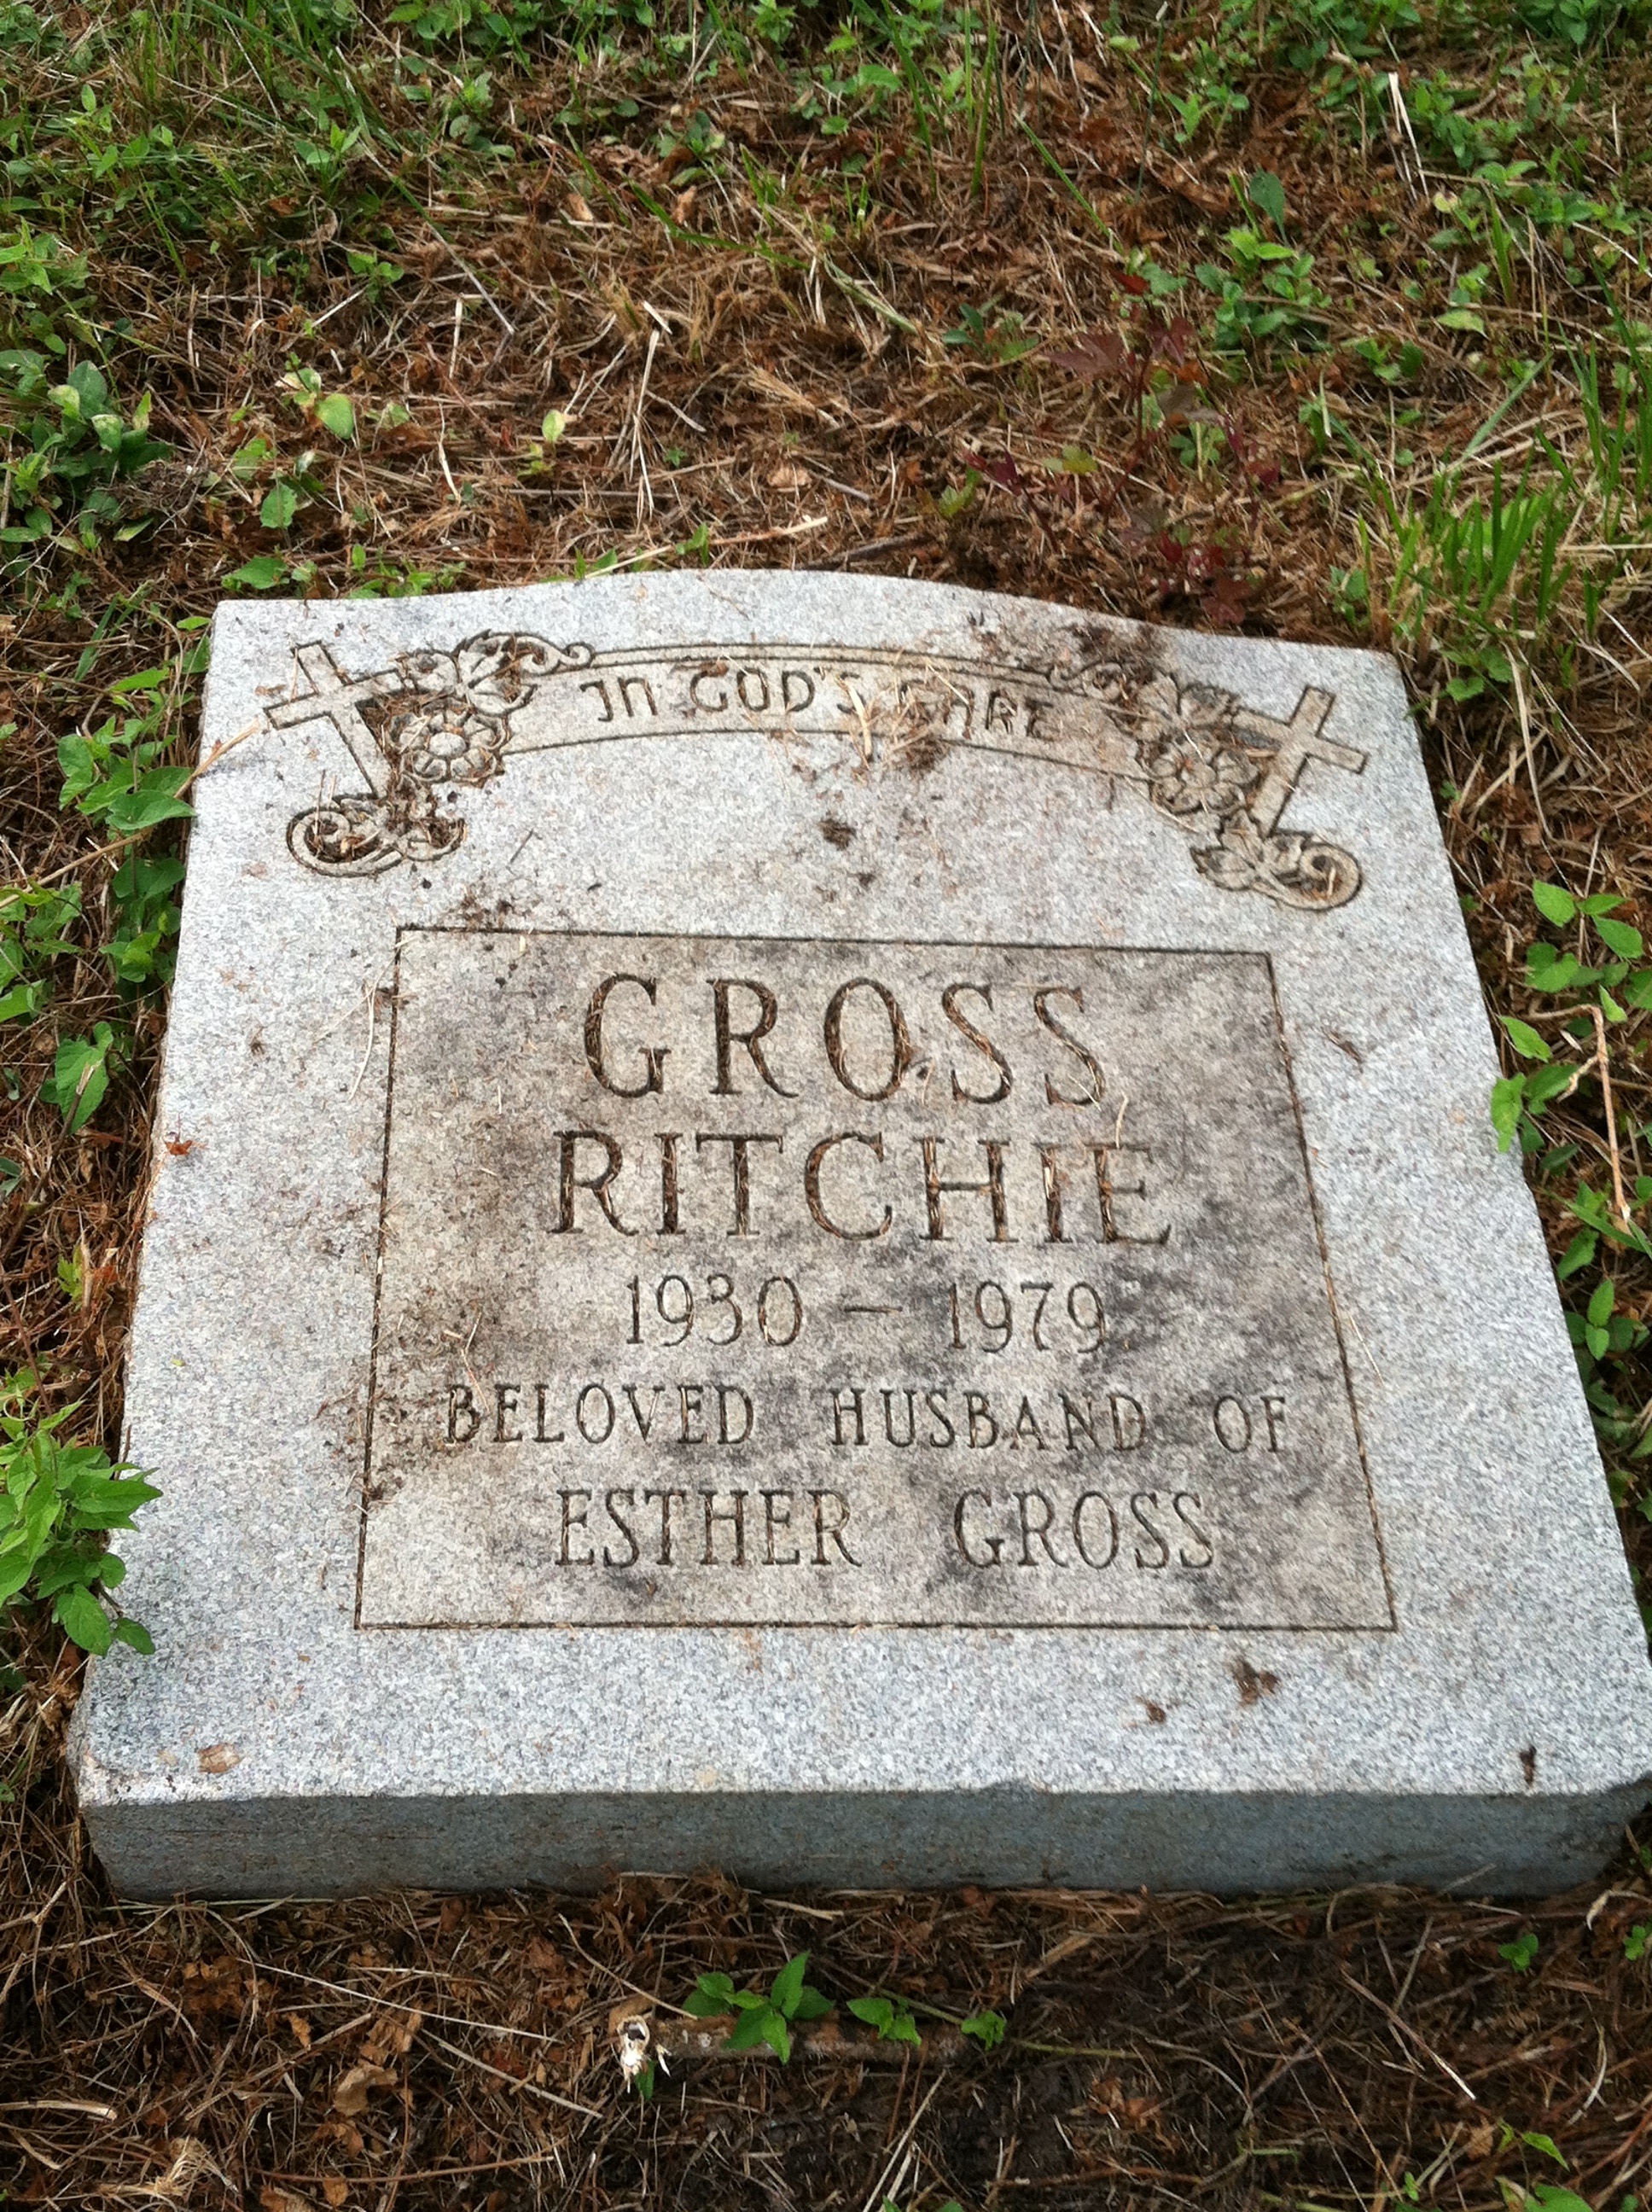 IN GOD'S CARE
GROSS
RITCHIE
1930 – 1979
BELOVED HUSBAND OF
ESTHER GROSS